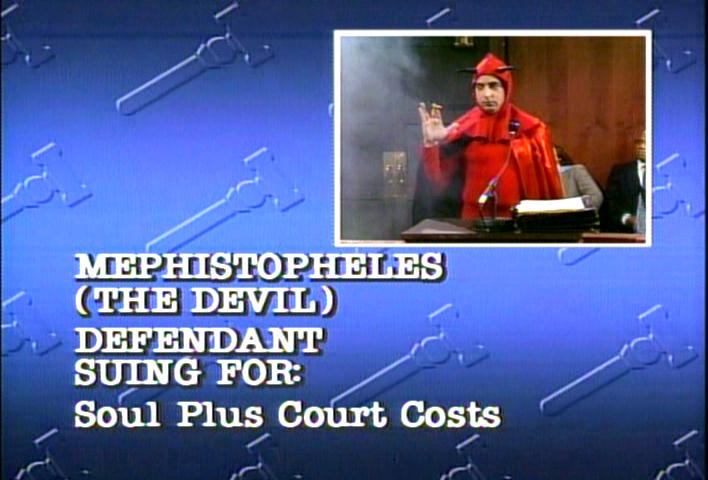 MEPHISTOPHELES
(THE DEVIL)
DEFENDANT
SUING FOR:
Soul Plus Court Costs